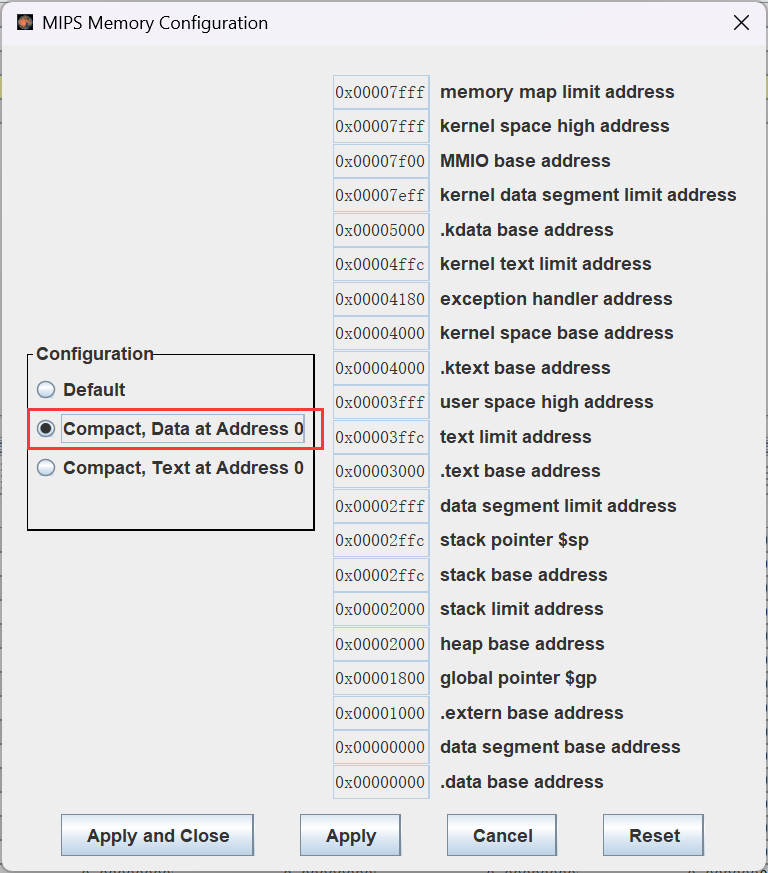 MIPS Memory Configuration
0x00007fff memory map limit address
0x00007fff kernel space high address
0x00007f00 MMIO base address
0x00007eff kernel data segment limit address
0x00005000 .kdata base address
0x00004ffc kernel text limit address
0x00004180 exception handler address
0x00004000 kernel space base address
0x00004000 .ktext base address
0x00003fff user space high address
0x00003ffc text limit address
0x00003000 .text base address
0x00002fff data segment limit address
0x00002ffc stack pointer $sp
0x00002ffc stack base address
0x00002000 stack limit address
0x00002000 heap base address
0x00001800 global pointer $gp
0x00001000 .extern base address
0x00000000 data segment base address
0x00000000 .data base address
Configuration
Default
Compact, Data at Address 0
Compact, Text at Address 0
Apply and Close
Apply
Cancel
Reset